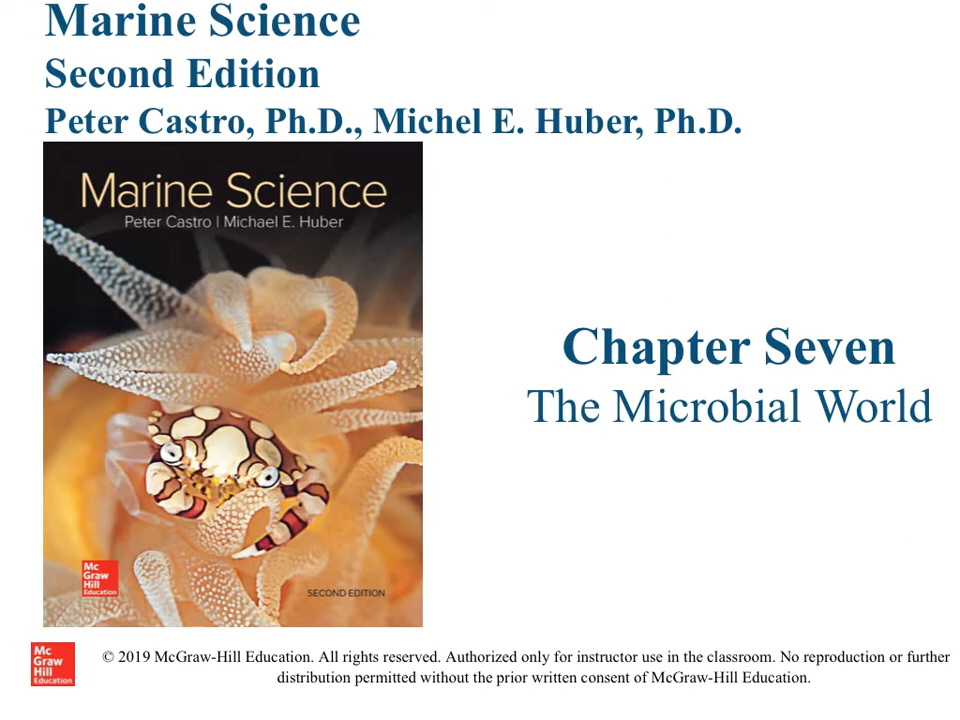 Marine Science
Second Edition
Peter Castro, Ph.D., Michel E. Huber, Ph.D.
Marine Science
Peter Castro | Michael E. Huber
Mc
Graw
Hill
Education
SECOND EDITION
Chapter Seven
The Microbial World
Mc
Graw
Hill
Education
© 2019 McGraw-Hill Education. All rights reserved. Authorized only for instructor use in the classroom. No reproduction or further
distribution permitted without the prior written consent of McGraw-Hill Education.